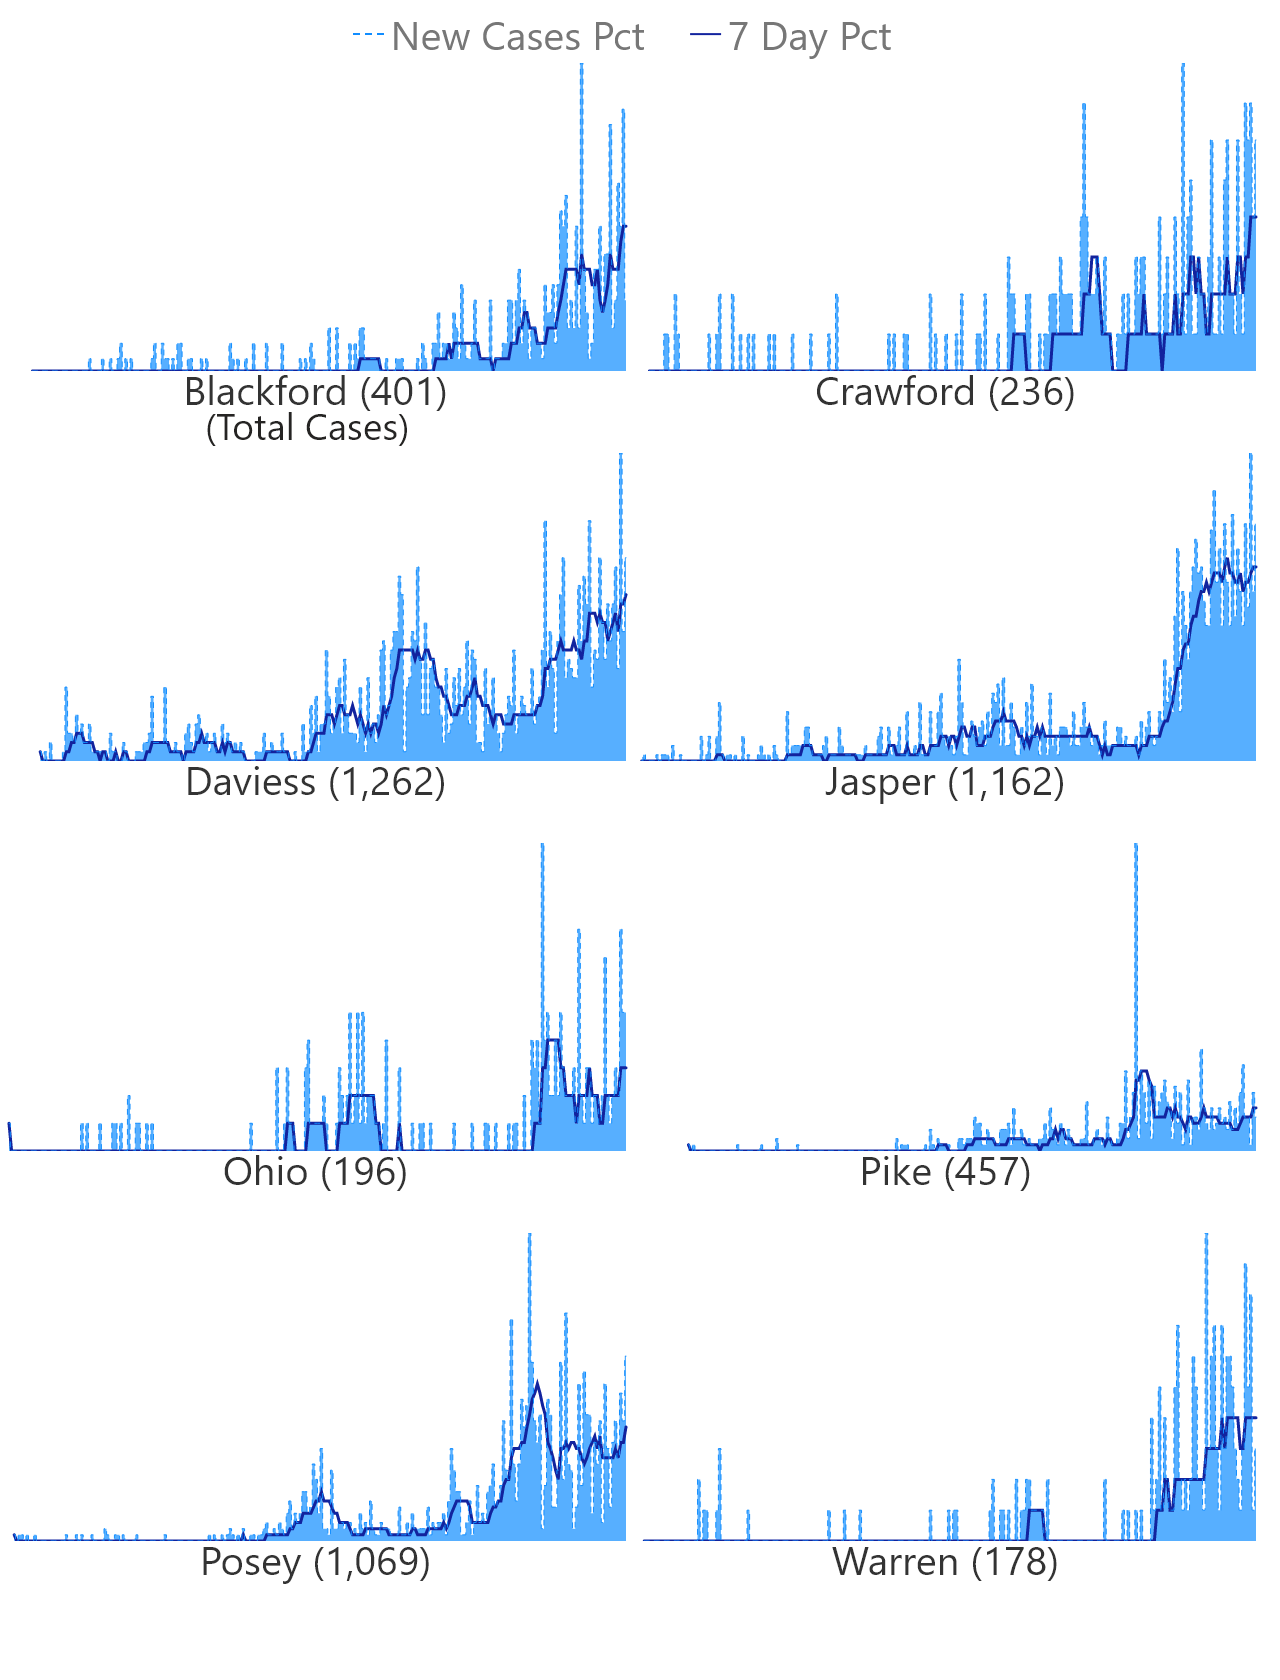 New Cases Pct 7 Day Pct
Blackford (401) Crawford (236)
(Total Cases)
Daviess (1,262) Jasper (1,162)
Ohio (196) Pike (457)
Posey (1,069) Warren (178)